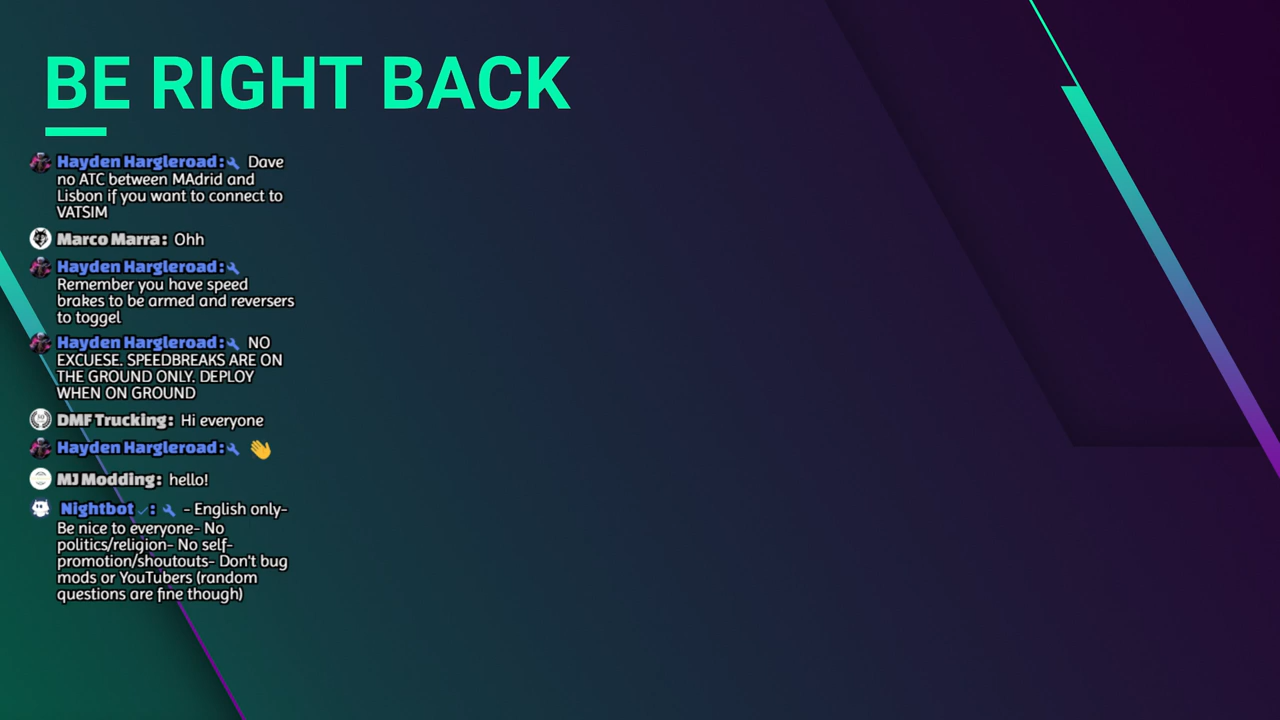 BE RIGHT BACK
Hayden Hargleroad: Dave
no ATC between MAdrid and
Lisbon if you want to connect to
VATSIM
Marco Marra: Ohh
Hayden Hargleroad:
Remember you have speed
brakes to be armed and reversers
to toggel
Hayden Hargleroad: NO
EXCUESE. SPEEDBREAKS ARE ON
THE GROUND ONLY. DEPLOY
WHEN ON GROUND
DMF Trucking: Hi everyone
Hayden Hargleroad: 👋
MJ Modding: hello!
Nightbot ✓: - English only-
Be nice to everyone- No
politics/religion- No self-
promotion/shoutouts- Don't bug
mods or YouTubers (random
questions are fine though)